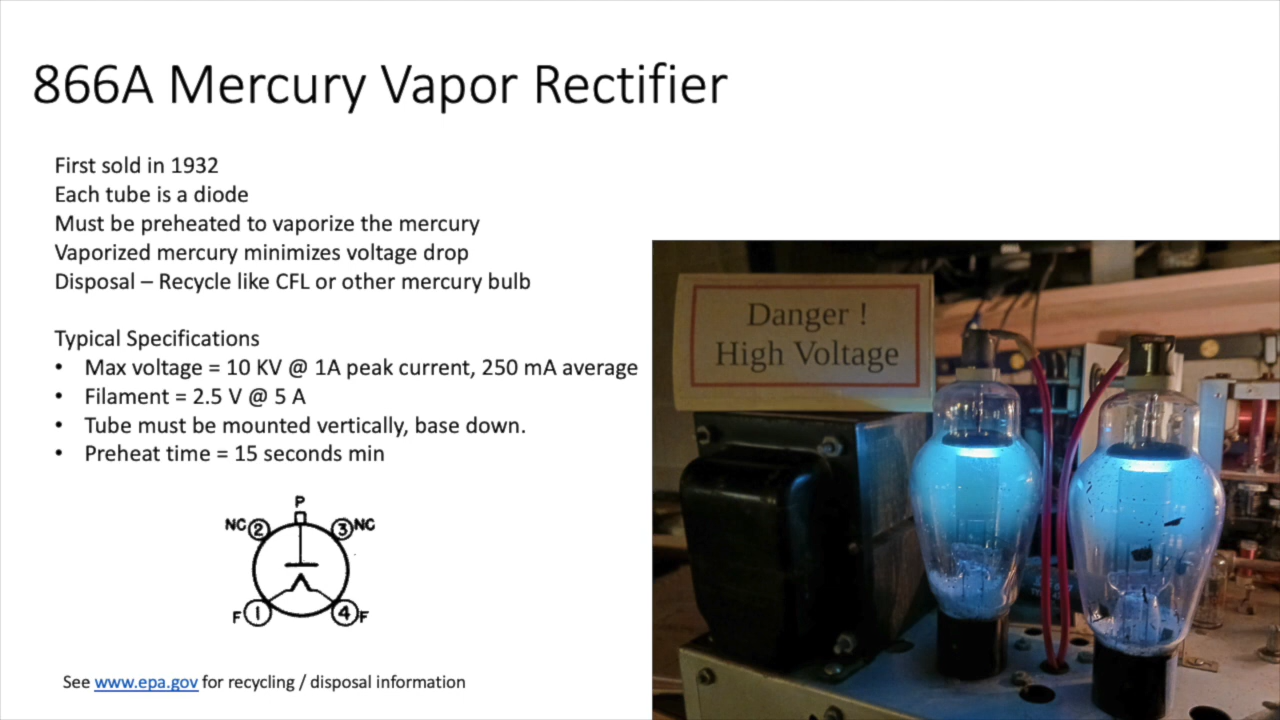 866A Mercury Vapor Rectifier
First sold in 1932
Each tube is a diode
Must be preheated to vaporize the mercury
Vaporized mercury minimizes voltage drop
Disposal – Recycle like CFL or other mercury bulb
Typical Specifications
• Max voltage = 10 KV @ 1A peak current, 250 mA average
• Filament = 2.5 V @ 5 A
• Tube must be mounted vertically, base down.
• Preheat time = 15 seconds min
P
NC 2 3 NC
F 1 4 F
See www.epa.gov for recycling / disposal information
Danger !
High Voltage